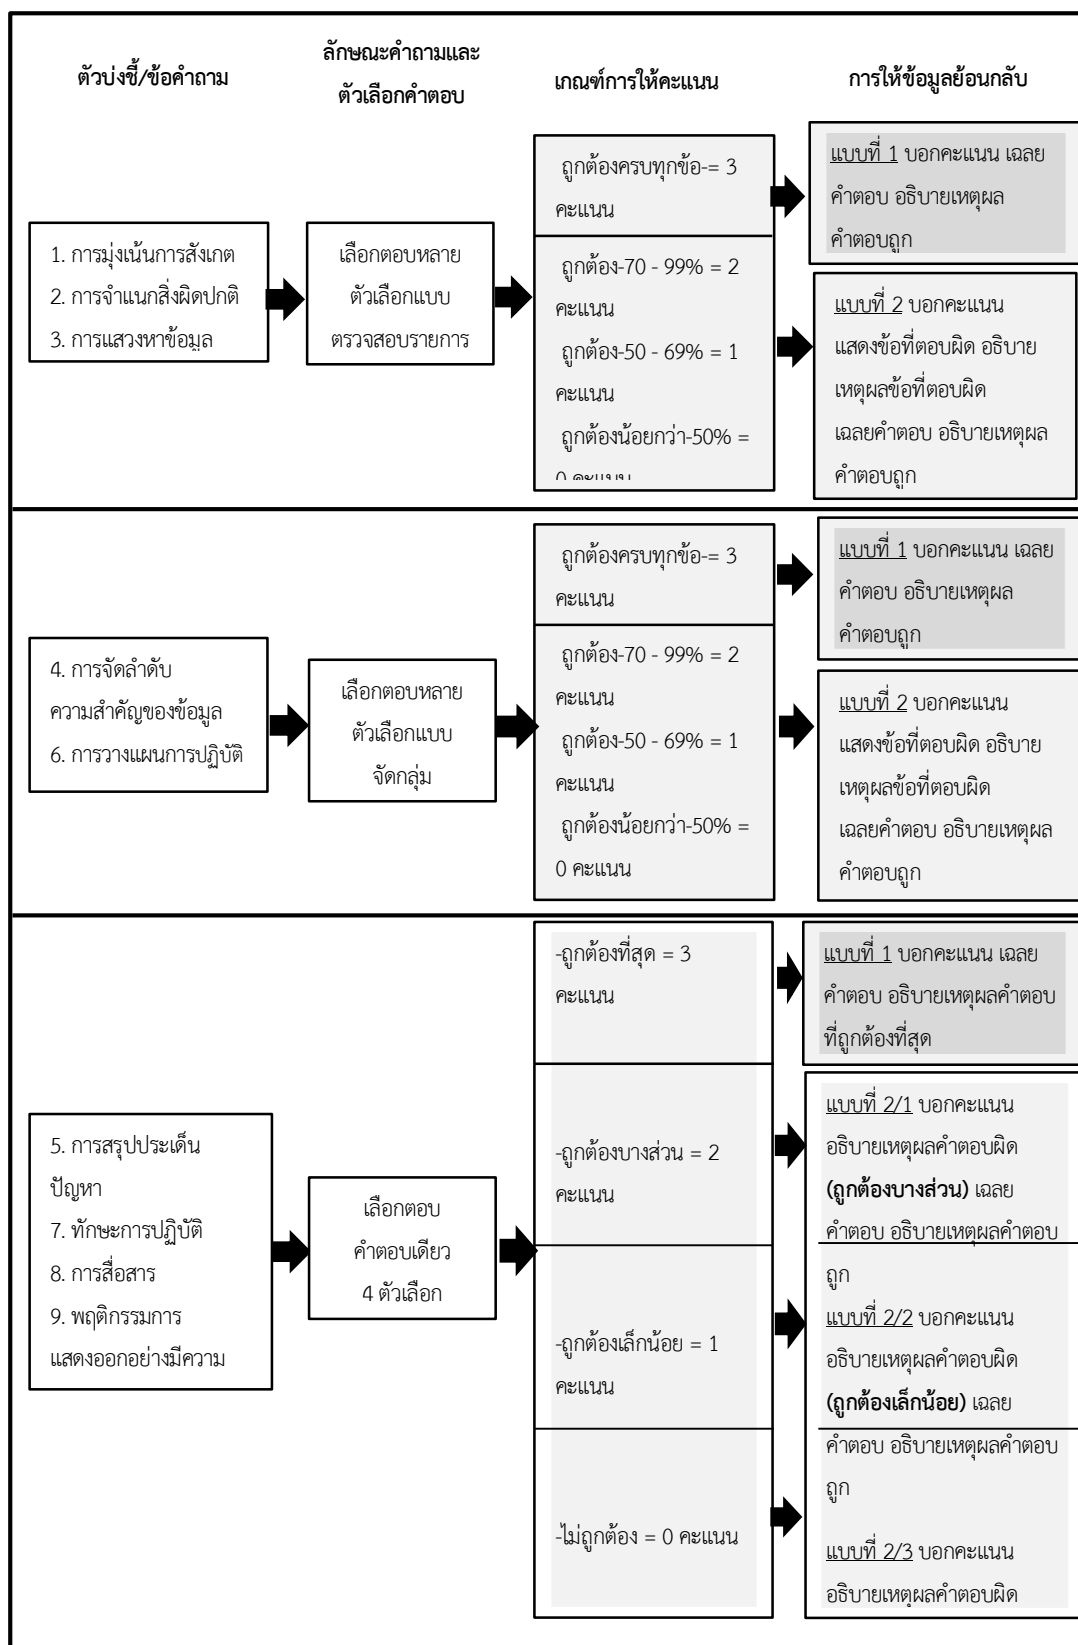 ตัวบ่งชี้/ข้อคำถาม
ลักษณะคำถามและ
ตัวเลือกคำตอบ
เกณฑ์การให้คะแนน
การให้ข้อมูลย้อนกลับ
1. การมุ่งเน้นการสังเกต
2. การจำแนกสิ่งผิดปกติ
3. การแสวงหาข้อมูล
เลือกตอบหลาย
ตัวเลือกแบบ
ตรวจสอบรายการ
ถูกต้องครบทุกข้อ-= 3
คะแนน
ถูกต้อง-70 - 99% = 2
คะแนน
ถูกต้อง-50 - 69% = 1
คะแนน
ถูกต้องน้อยกว่า-50% =
0 คะแนน
แบบที่ 1 บอกคะแนน เฉลย
คำตอบ อธิบายเหตุผล
คำตอบถูก
แบบที่ 2 บอกคะแนน
แสดงข้อที่ตอบผิด อธิบาย
เหตุผลข้อที่ตอบผิด
เฉลยคำตอบ อธิบายเหตุผล
คำตอบถูก
4. การจัดลำดับ
ความสำคัญของข้อมูล
6. การวางแผนการปฏิบัติ
เลือกตอบหลาย
ตัวเลือกแบบ
จัดกลุ่ม
ถูกต้องครบทุกข้อ-= 3
คะแนน
ถูกต้อง-70 - 99% = 2
คะแนน
ถูกต้อง-50 - 69% = 1
คะแนน
ถูกต้องน้อยกว่า-50% =
0 คะแนน
แบบที่ 1 บอกคะแนน เฉลย
คำตอบ อธิบายเหตุผล
คำตอบถูก
แบบที่ 2 บอกคะแนน
แสดงข้อที่ตอบผิด อธิบาย
เหตุผลข้อที่ตอบผิด
เฉลยคำตอบ อธิบายเหตุผล
คำตอบถูก
5. การสรุปประเด็น
ปัญหา
7. ทักษะการปฏิบัติ
8. การสื่อสาร
9. พฤติกรรมการ
แสดงออกอย่างมีความ
เลือกตอบ
คำตอบเดียว
4 ตัวเลือก
-ถูกต้องที่สุด = 3
คะแนน
-ถูกต้องบางส่วน = 2
คะแนน
-ถูกต้องเล็กน้อย = 1
คะแนน
-ไม่ถูกต้อง = 0 คะแนน
แบบที่ 1 บอกคะแนน เฉลย
คำตอบ อธิบายเหตุผลคำตอบ
ที่ถูกต้องที่สุด
แบบที่ 2/1 บอกคะแนน
อธิบายเหตุผลคำตอบผิด
(ถูกต้องบางส่วน) เฉลย
คำตอบ อธิบายเหตุผลคำตอบ
ถูก
แบบที่ 2/2 บอกคะแนน
อธิบายเหตุผลคำตอบผิด
(ถูกต้องเล็กน้อย) เฉลย
คำตอบ อธิบายเหตุผลคำตอบ
ถูก
แบบที่ 2/3 บอกคะแนน
อธิบายเหตุผลคำตอบผิด